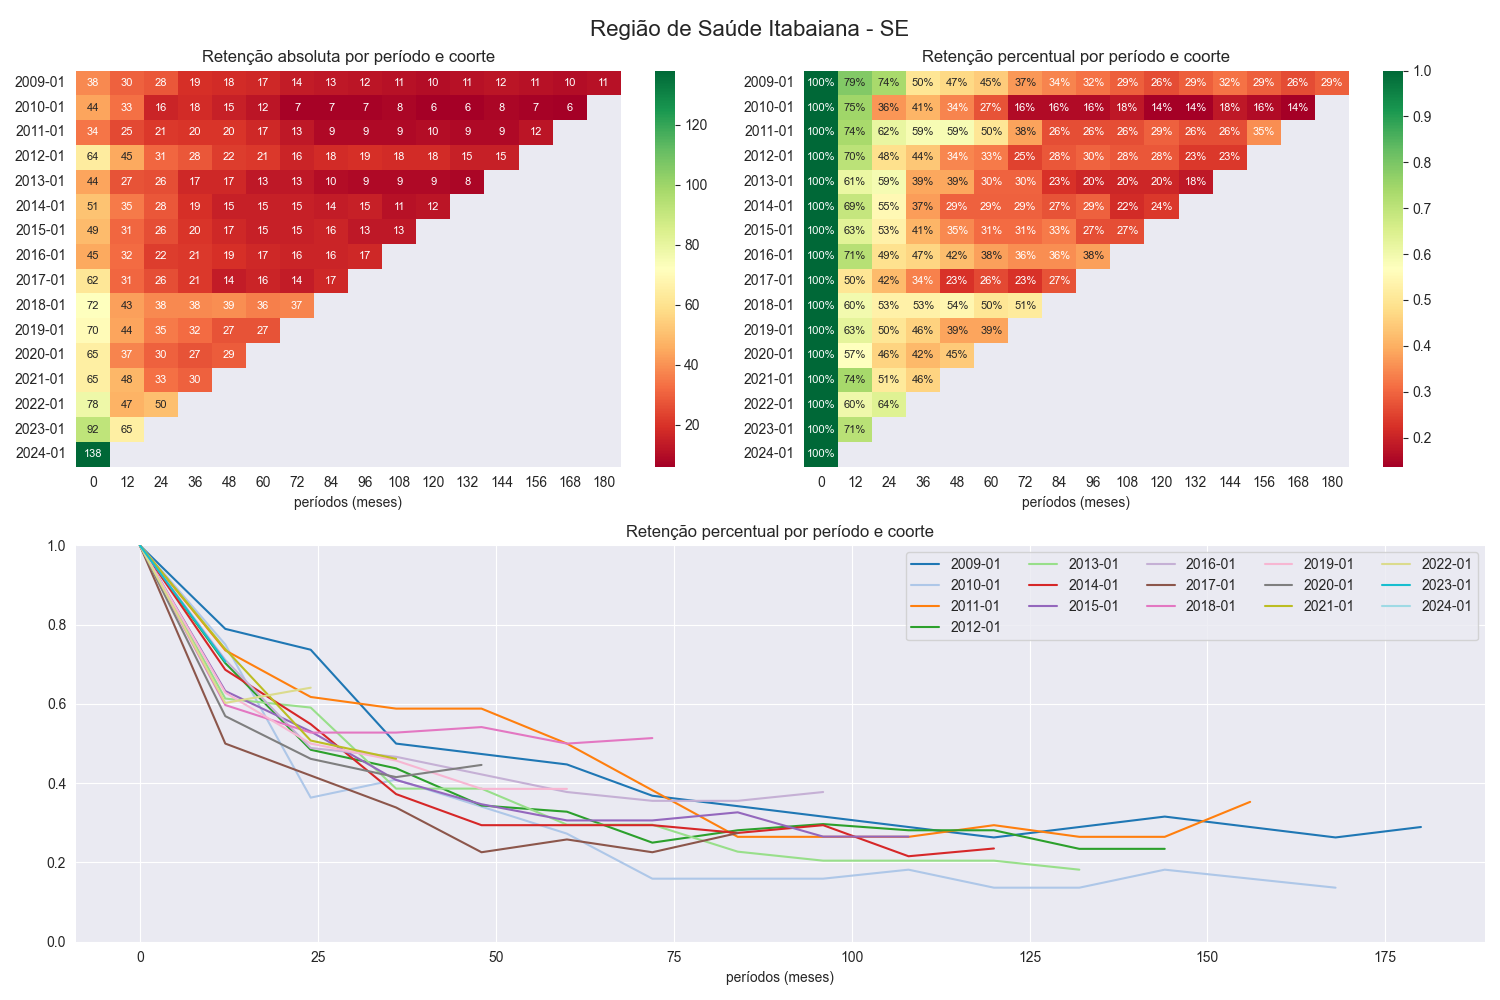 Região de Saúde Itabaiana - SE
Retenção absoluta por período e coorte
2009-01 38 30 28 19 18 17 14 13 12 11 10 11 12 11 10 11
2010-01 44 33 16 18 15 12 7 7 7 8 6 6 8 7 6
2011-01 34 25 21 20 20 17 13 9 9 9 10 9 9 12
2012-01 64 45 31 28 22 21 16 18 19 18 18 15 15
2013-01 44 27 26 17 17 13 13 10 9 9 9 8
2014-01 51 35 28 19 15 15 15 14 15 11 12
2015-01 49 31 26 20 17 15 15 16 13 13
2016-01 45 32 22 21 19 17 16 16 17
2017-01 62 31 26 21 14 16 14 17
2018-01 72 43 38 38 39 36 37
2019-01 70 44 35 32 27 27
2020-01 65 37 30 27 29
2021-01 65 48 33 30
2022-01 78 47 50
2023-01 92 65
2024-01 138
0 12 24 36 48 60 72 84 96 108 120 132 144 156 168 180
períodos (meses)
120
100
80
60
40
20
Retenção percentual por período e coorte
2009-01 100% 79% 74% 50% 47% 45% 37% 34% 32% 29% 26% 29% 32% 29% 26% 29%
2010-01 100% 75% 36% 41% 34% 27% 16% 16% 16% 18% 14% 14% 18% 16% 14%
2011-01 100% 74% 62% 59% 59% 50% 38% 26% 26% 26% 29% 26% 26% 35%
2012-01 100% 70% 48% 44% 34% 33% 25% 28% 30% 28% 28% 23% 23%
2013-01 100% 61% 59% 39% 39% 30% 30% 23% 20% 20% 20% 18%
2014-01 100% 69% 55% 37% 29% 29% 29% 27% 29% 22% 24%
2015-01 100% 63% 53% 41% 35% 31% 31% 33% 27% 27%
2016-01 100% 71% 49% 47% 42% 38% 36% 36% 38%
2017-01 100% 50% 42% 34% 23% 26% 23% 27%
2018-01 100% 60% 53% 53% 54% 50% 51%
2019-01 100% 63% 50% 46% 39% 39%
2020-01 100% 57% 46% 42% 45%
2021-01 100% 74% 51% 46%
2022-01 100% 60% 64%
2023-01 100% 71%
2024-01 100%
0 12 24 36 48 60 72 84 96 108 120 132 144 156 168 180
períodos (meses)
1.0
0.9
0.8
0.7
0.6
0.5
0.4
0.3
0.2
Retenção percentual por período e coorte
1.0
0.8
0.6
0.4
0.2
0.0
2009-01 2013-01 2016-01 2019-01 2022-01
2010-01 2014-01 2017-01 2020-01 2023-01
2011-01 2015-01 2018-01 2021-01 2024-01
2012-01
0 25 50 75 100 125 150 175
períodos (meses)